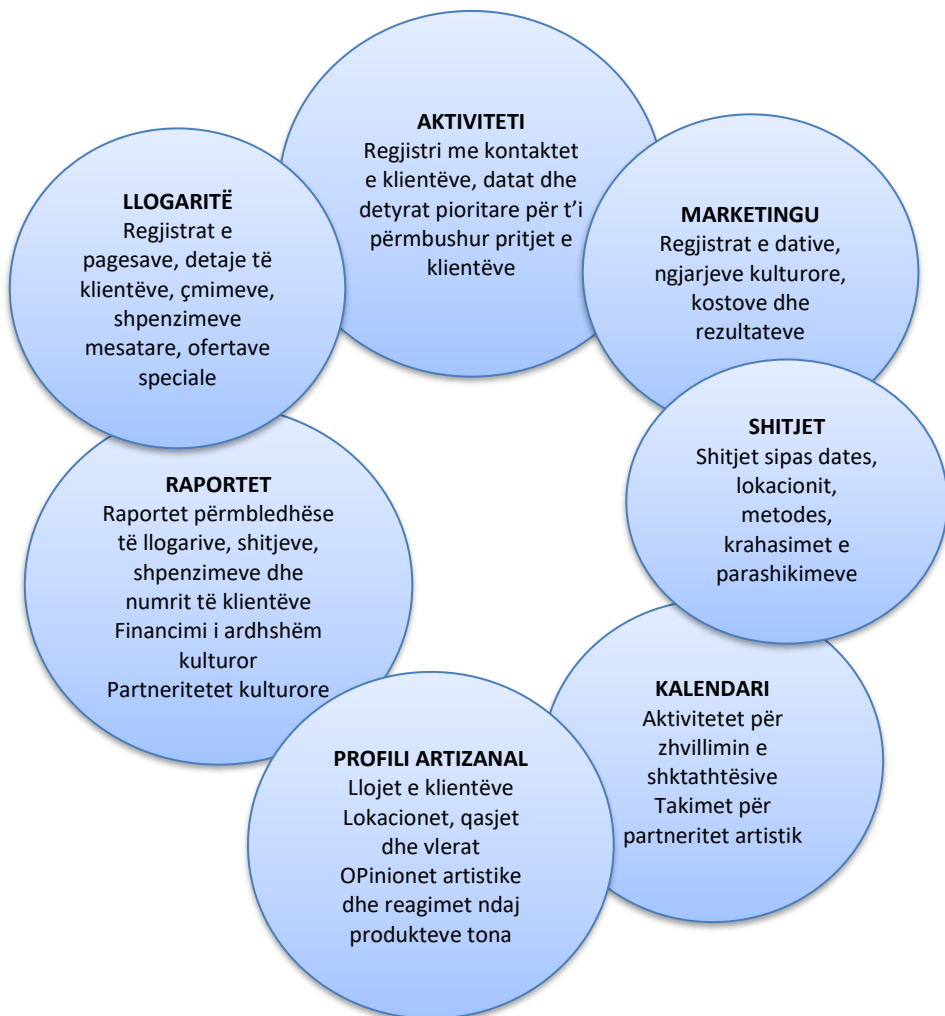 AKTIVITETI
Regjistri me kontaktet
e klientëve, datat dhe
detyrat pioritare për t’i
përmbushur pritjet e
klientëve
MARKETINGU
Regjistrat e dative,
ngjarjeve kulturore,
kostove dhe
rezultateve
SHITJET
Shitjet sipas dates,
lokacionit,
metodes,
krahasimet e
parashikimeve
KALENDARI
Aktivitetet për
zhvillimin e
shktathtësive
Takimet për
partneritet artistik
PROFILI ARTIZANAL
Llojet e klientëve
Lokacionet, qasjet
dhe vlerat
OPinionet artistike
dhe reagimet ndaj
produkteve tona
RAPORTET
Raportet përmbledhëse
të llogarive, shitjeve,
shpenzimeve dhe
numrit të klientëve
Financimi i ardhshëm
kulturor
Partneritetet kulturore
LLOGARITË
Regjistrat e
pagesave, detaje të
klientëve, çmimeve,
shpenzimeve
mesatare, ofertave
speciale